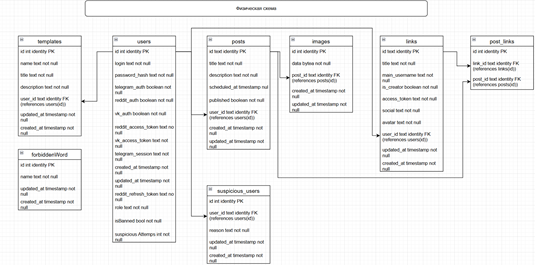 Физическая схема
templates
id int identity PK
name text not null
title text not null
description text not null
user_id text identity FK
(references users(id))
updated_at timestamp not
null
created_at timestamp not
null
forbiddenWord
id int identity PK
name text not null
updated_at timestamp not
null
created_at timestamp not
null
users
id int identity PK
login text not null
password_hash text not null
telegram_auth boolean not
null
reddit_auth boolean not null
vk_auth boolean not null
reddit_access_token text no
null
vk_access_token text not
null
telegram_session text not
null
created_at timestamp not
null
updated_at timestamp not
null
reddit_refresh_token text no
null
role text not null
isBanned bool not null
suspicious Attemps int not
null
posts
id text identity PK
title text not null
description text not null
scheduled_at timestamp not
null
published boolean not null
user_id text identity FK
(references users(id))
created_at timestamp not
null
updated_at timestamp not
null
suspicious_users
id int identity PK
user_id text identity FK
(references users(id))
reason text not null
updated_at timestamp not
null
created_at timestamp not
null
images
id int identity PK
data bytea not null
post_id text identity FK
(references posts(id))
created_at timestamp not
null
updated_at timestamp not
null
links
id text identity PK
title text not null
main_username text not
null
is_creator boolean not null
access_token text not null
social text not null
avatar text not null
user_id text identity FK
(references users(id))
updated_at timestamp not
null
created_at timestamp not
null
post_links
link_id text identity FK
(references links(id))
post_id text identity FK
(references posts(id))